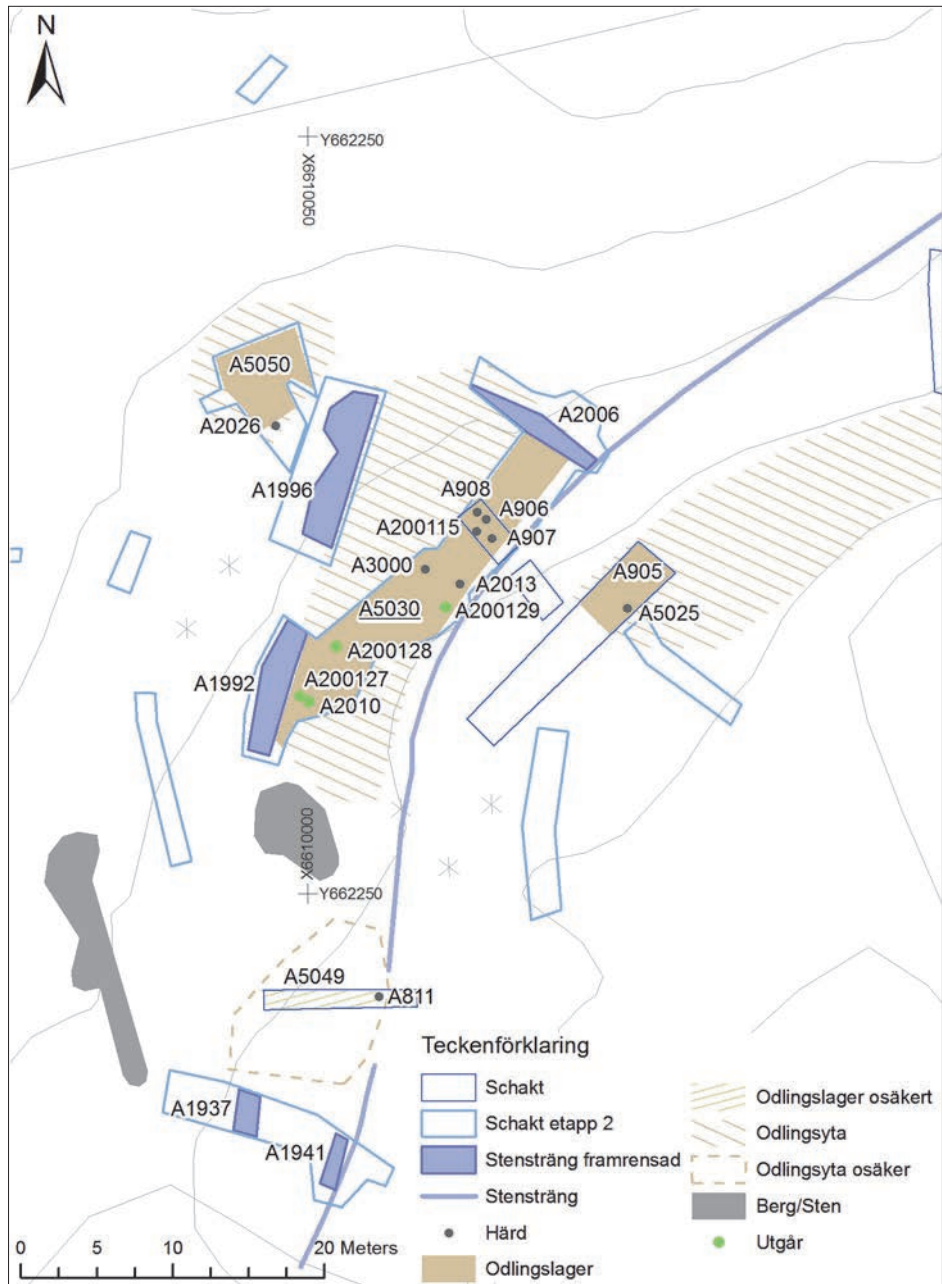 N
Y662250
X6610050
A5050
A2026
A1996
A2006
A908
A906
A200115
A907
A3000
A2013
A905
A5030
A200129
A5025
A200128
A1992
A200127
A2010
X6610000
Y662250
A5049
A811
A1937
A1941
Teckenförklaring
Schakt
Schakt etapp 2
Stensträng framrensad
Stensträng
Härd
Odlingslager
Odlingslager osäkert
Odlingsyta
Odlingsyta osäker
Berg/Sten
Utgår
0 5 10 20 Meters